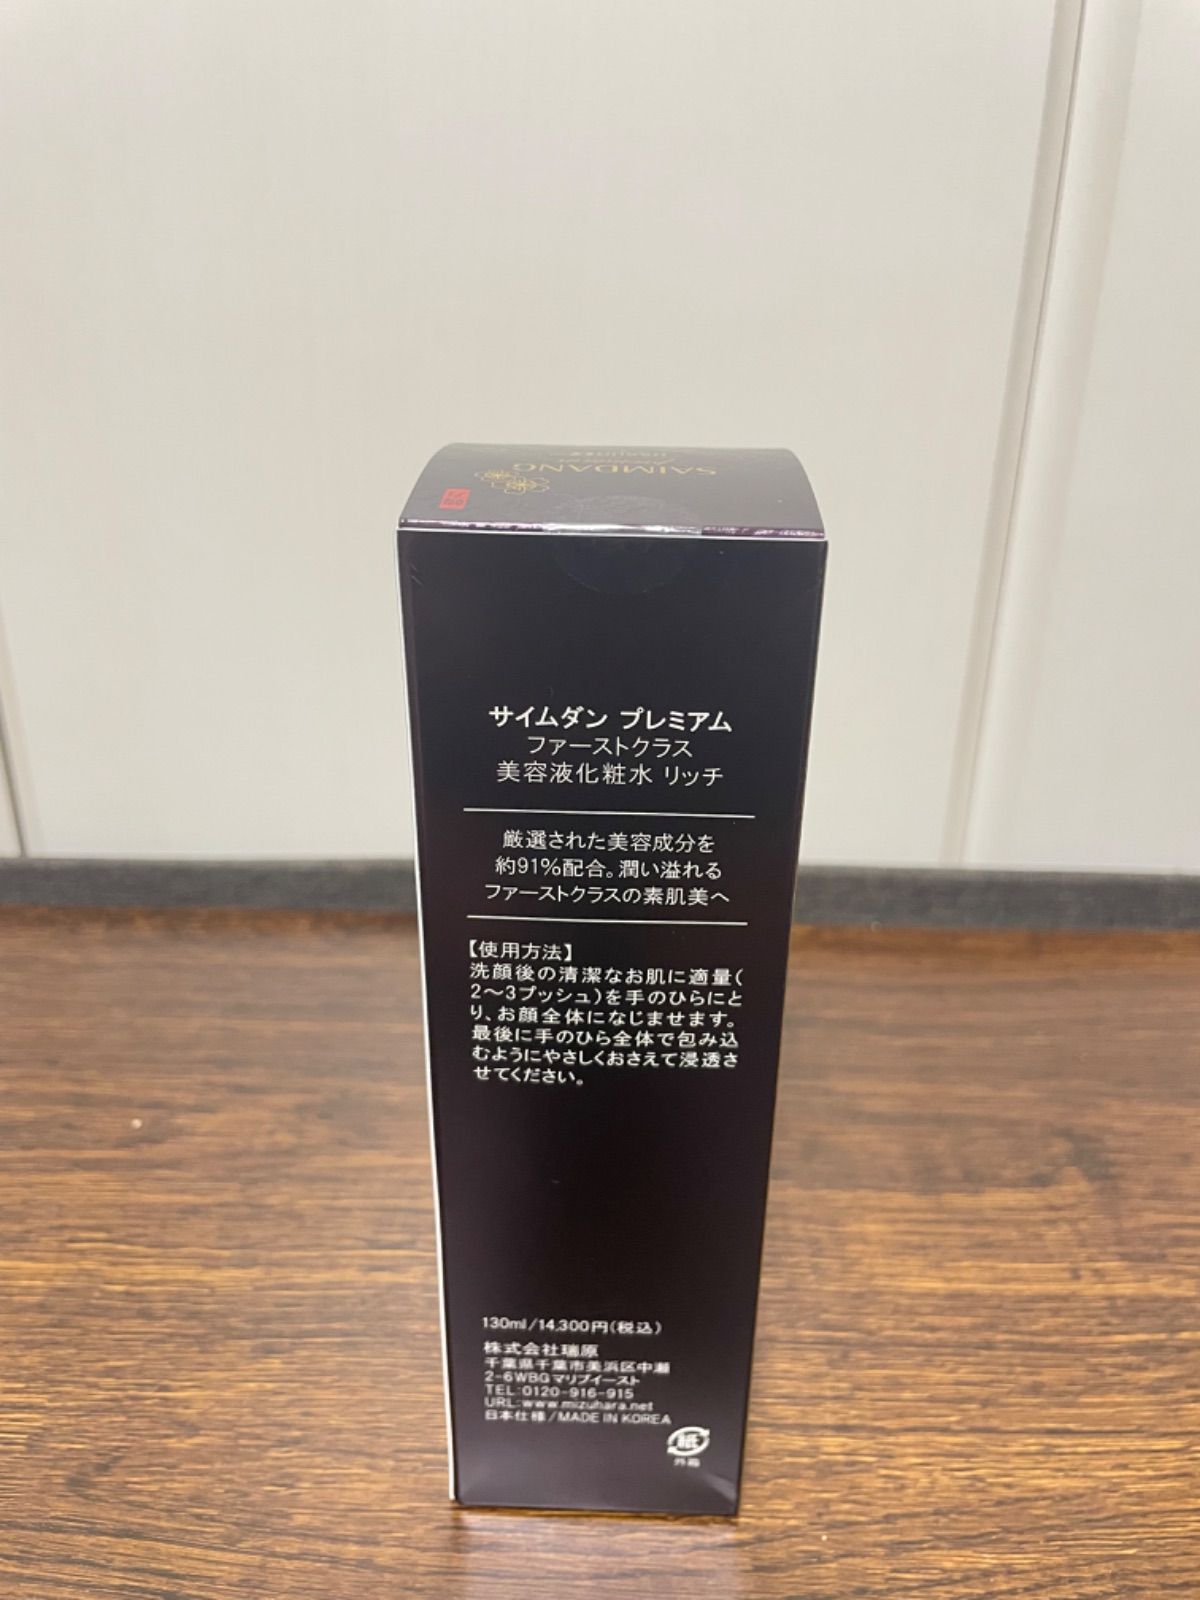 SAIMDANG
サイムダン プレミアム
ファーストクラス
美容液化粧水 リッチ
厳選された美容成分を
約91%配合。潤い溢れる
ファーストクラスの素肌美へ
【使用方法】
洗顔後の清潔なお肌に適量(
2〜3プッシュ)を手のひらにと
り、お顔全体になじませます。
最後に手のひら全体で包み込
むようにやさしくおさえて浸透さ
せてください。
130ml/14,300円(税込)
株式会社瑞原
千葉県千葉市美浜区中瀬
2-6WBGマリブイースト
TEL:0120-916-915
URL:www.mizuhara.net
日本仕様/MADE IN KOREA
紙
外箱